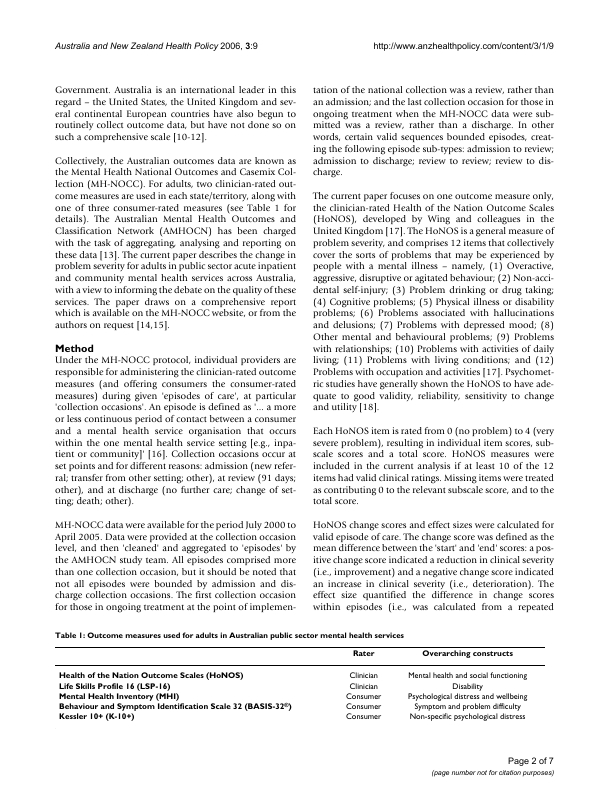 Australia and New Zealand Health Policy 2006, 3:9
http://www.anzhealthpolicy.com/content/3/1/9
Government. Australia is an international leader in this
regard – the United States, the United Kingdom and sev-
eral continental European countries have also begun to
routinely collect outcome data, but have not done so on
such a comprehensive scale [10-12].
Collectively, the Australian outcomes data are known as
the Mental Health National Outcomes and Casemix Col-
lection (MH-NOCC). For adults, two clinician-rated out-
come measures are used in each state/territory, along with
one of three consumer-rated measures (see Table 1 for
details). The Australian Mental Health Outcomes and
Classification Network (AMHOCN) has been charged
with the task of aggregating, analysing and reporting on
these data [13]. The current paper describes the change in
problem severity for adults in public sector acute inpatient
and community mental health services across Australia,
with a view to informing the debate on the quality of these
services. The paper draws on a comprehensive report
which is available on the MH-NOCC website, or from the
authors on request [14,15].
Method
Under the MH-NOCC protocol, individual providers are
responsible for administering the clinician-rated outcome
measures (and offering consumers the consumer-rated
measures) during given 'episodes of care', at particular
'collection occasions'. An episode is defined as '... a more
or less continuous period of contact between a consumer
and a mental health service organisation that occurs
within the one mental health service setting [e.g., inpa-
tient or community]' [16]. Collection occasions occur at
set points and for different reasons: admission (new refer-
ral; transfer from other setting; other), at review (91 days;
other), and at discharge (no further care; change of set-
ting; death; other).
MH-NOCC data were available for the period July 2000 to
April 2005. Data were provided at the collection occasion
level, and then 'cleaned' and aggregated to 'episodes' by
the AMHOCN study team. All episodes comprised more
than one collection occasion, but it should be noted that
not all episodes were bounded by admission and dis-
charge collection occasions. The first collection occasion
for those in ongoing treatment at the point of implemen-
tation of the national collection was a review, rather than
an admission; and the last collection occasion for those in
ongoing treatment when the MH-NOCC data were sub-
mitted was a review, rather than a discharge. In other
words, certain valid sequences bounded episodes, creat-
ing the following episode sub-types: admission to review;
admission to discharge; review to review; review to dis-
charge.
The current paper focuses on one outcome measure only,
the clinician-rated Health of the Nation Outcome Scales
(HoNOS), developed by Wing and colleagues in the
United Kingdom [17]. The HoNOS is a general measure of
problem severity, and comprises 12 items that collectively
cover the sorts of problems that may be experienced by
people with a mental illness – namely, (1) Overactive,
aggressive, disruptive or agitated behaviour; (2) Non-acci-
dental self-injury; (3) Problem drinking or drug taking;
(4) Cognitive problems; (5) Physical illness or disability
problems; (6) Problems associated with hallucinations
and delusions; (7) Problems with depressed mood; (8)
Other mental and behavioural problems; (9) Problems
with relationships; (10) Problems with activities of daily
living; (11) Problems with living conditions; and (12)
Problems with occupation and activities [17]. Psychomet-
ric studies have generally shown the HoNOS to have ade-
quate to good validity, reliability, sensitivity to change
and utility [18].
Each HoNOS item is rated from 0 (no problem) to 4 (very
severe problem), resulting in individual item scores, sub-
scale scores and a total score. HoNOS measures were
included in the current analysis if at least 10 of the 12
items had valid clinical ratings. Missing items were treated
as contributing 0 to the relevant subscale score, and to the
total score.
HoNOS change scores and effect sizes were calculated for
valid episode of care. The change score was defined as the
mean difference between the 'start' and 'end' scores: a pos-
itive change score indicated a reduction in clinical severity
(i.e., improvement) and a negative change score indicated
an increase in clinical severity (i.e., deterioration). The
effect size quantified the difference in change scores
within episodes (i.e., was calculated from a repeated
Table 1: Outcome measures used for adults in Australian public sector mental health services
Rater Overarching constructs
Health of the Nation Outcome Scales (HoNOS) Clinician Mental health and social functioning
Life Skills Profile 16 (LSP-16) Clinician Disability
Mental Health Inventory (MHI) Consumer Psychological distress and wellbeing
Behaviour and Symptom Identification Scale 32 (BASIS-32®) Consumer Symptom and problem difficulty
Kessler 10+ (K-10+) Consumer Non-specific psychological distress
Page 2 of 7
(page number not for citation purposes)